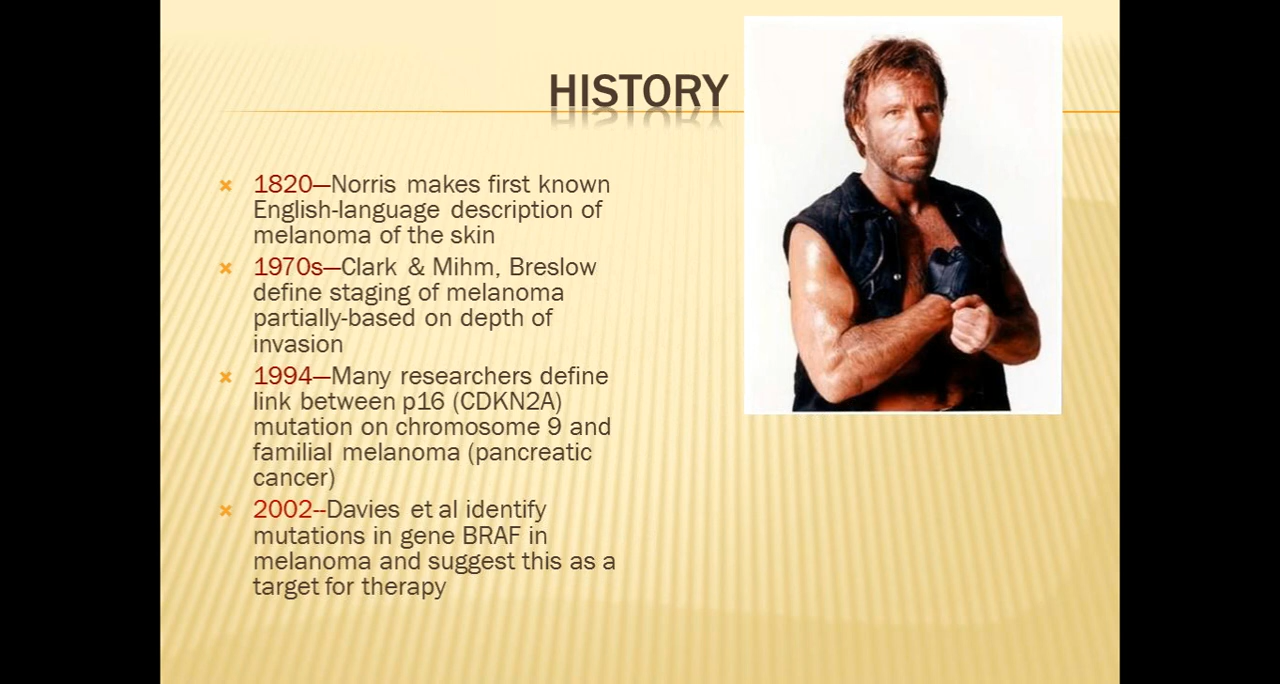 HISTORY
1820—Norris makes first known
English-language description of
melanoma of the skin
1970s—Clark & Mihm, Breslow
define staging of melanoma
partially-based on depth of
invasion
1994—Many researchers define
link between p16 (CDKN2A)
mutation on chromosome 9 and
familial melanoma (pancreatic
cancer)
2002--Davies et al identify
mutations in gene BRAF in
melanoma and suggest this as a
target for therapy